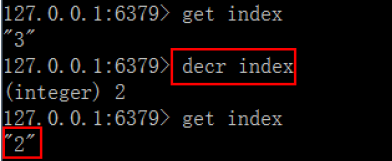 127.0.0.1:6379> get index
"3"
127.0.0.1:6379> decr index
(integer) 2
127.0.0.1:6379> get index
"2"